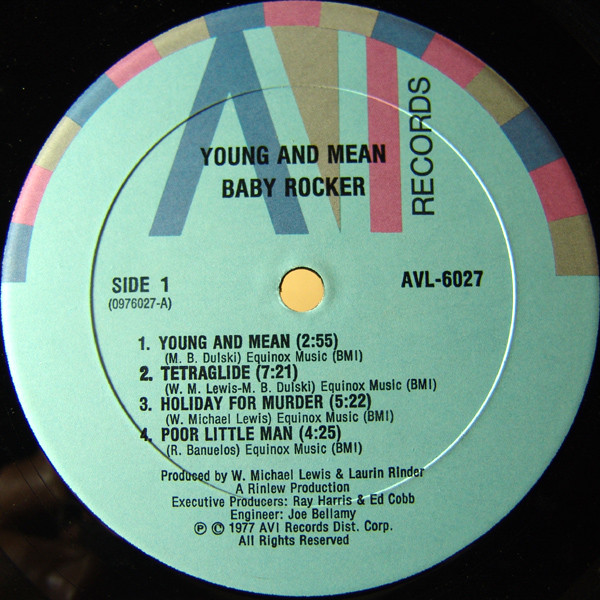 AVI
RECORDS
YOUNG AND MEAN
BABY ROCKER
SIDE 1
(0976027-A)
AVL-6027
1. YOUNG AND MEAN (2:55)
(M. B. Dulski) Equinox Music (BMI)
2. TETRAGLIDE (7:21)
(W. M. Lewis-M. B. Dulski) Equinox Music (BMI)
3. HOLIDAY FOR MURDER (5:22)
(W. Michael Lewis) Equinox Music (BMI)
4. POOR LITTLE MAN (4:25)
(R. Banuelos) Equinox Music (BMI)
Produced by W. Michael Lewis & Laurin RInder
A Rinlew Production
Executive Producers: Ray Harris & Ed Cobb
Engineer: Joe Bellamy
℗ © 1977 AVI Records Dist. Corp.
All Rights Reserved